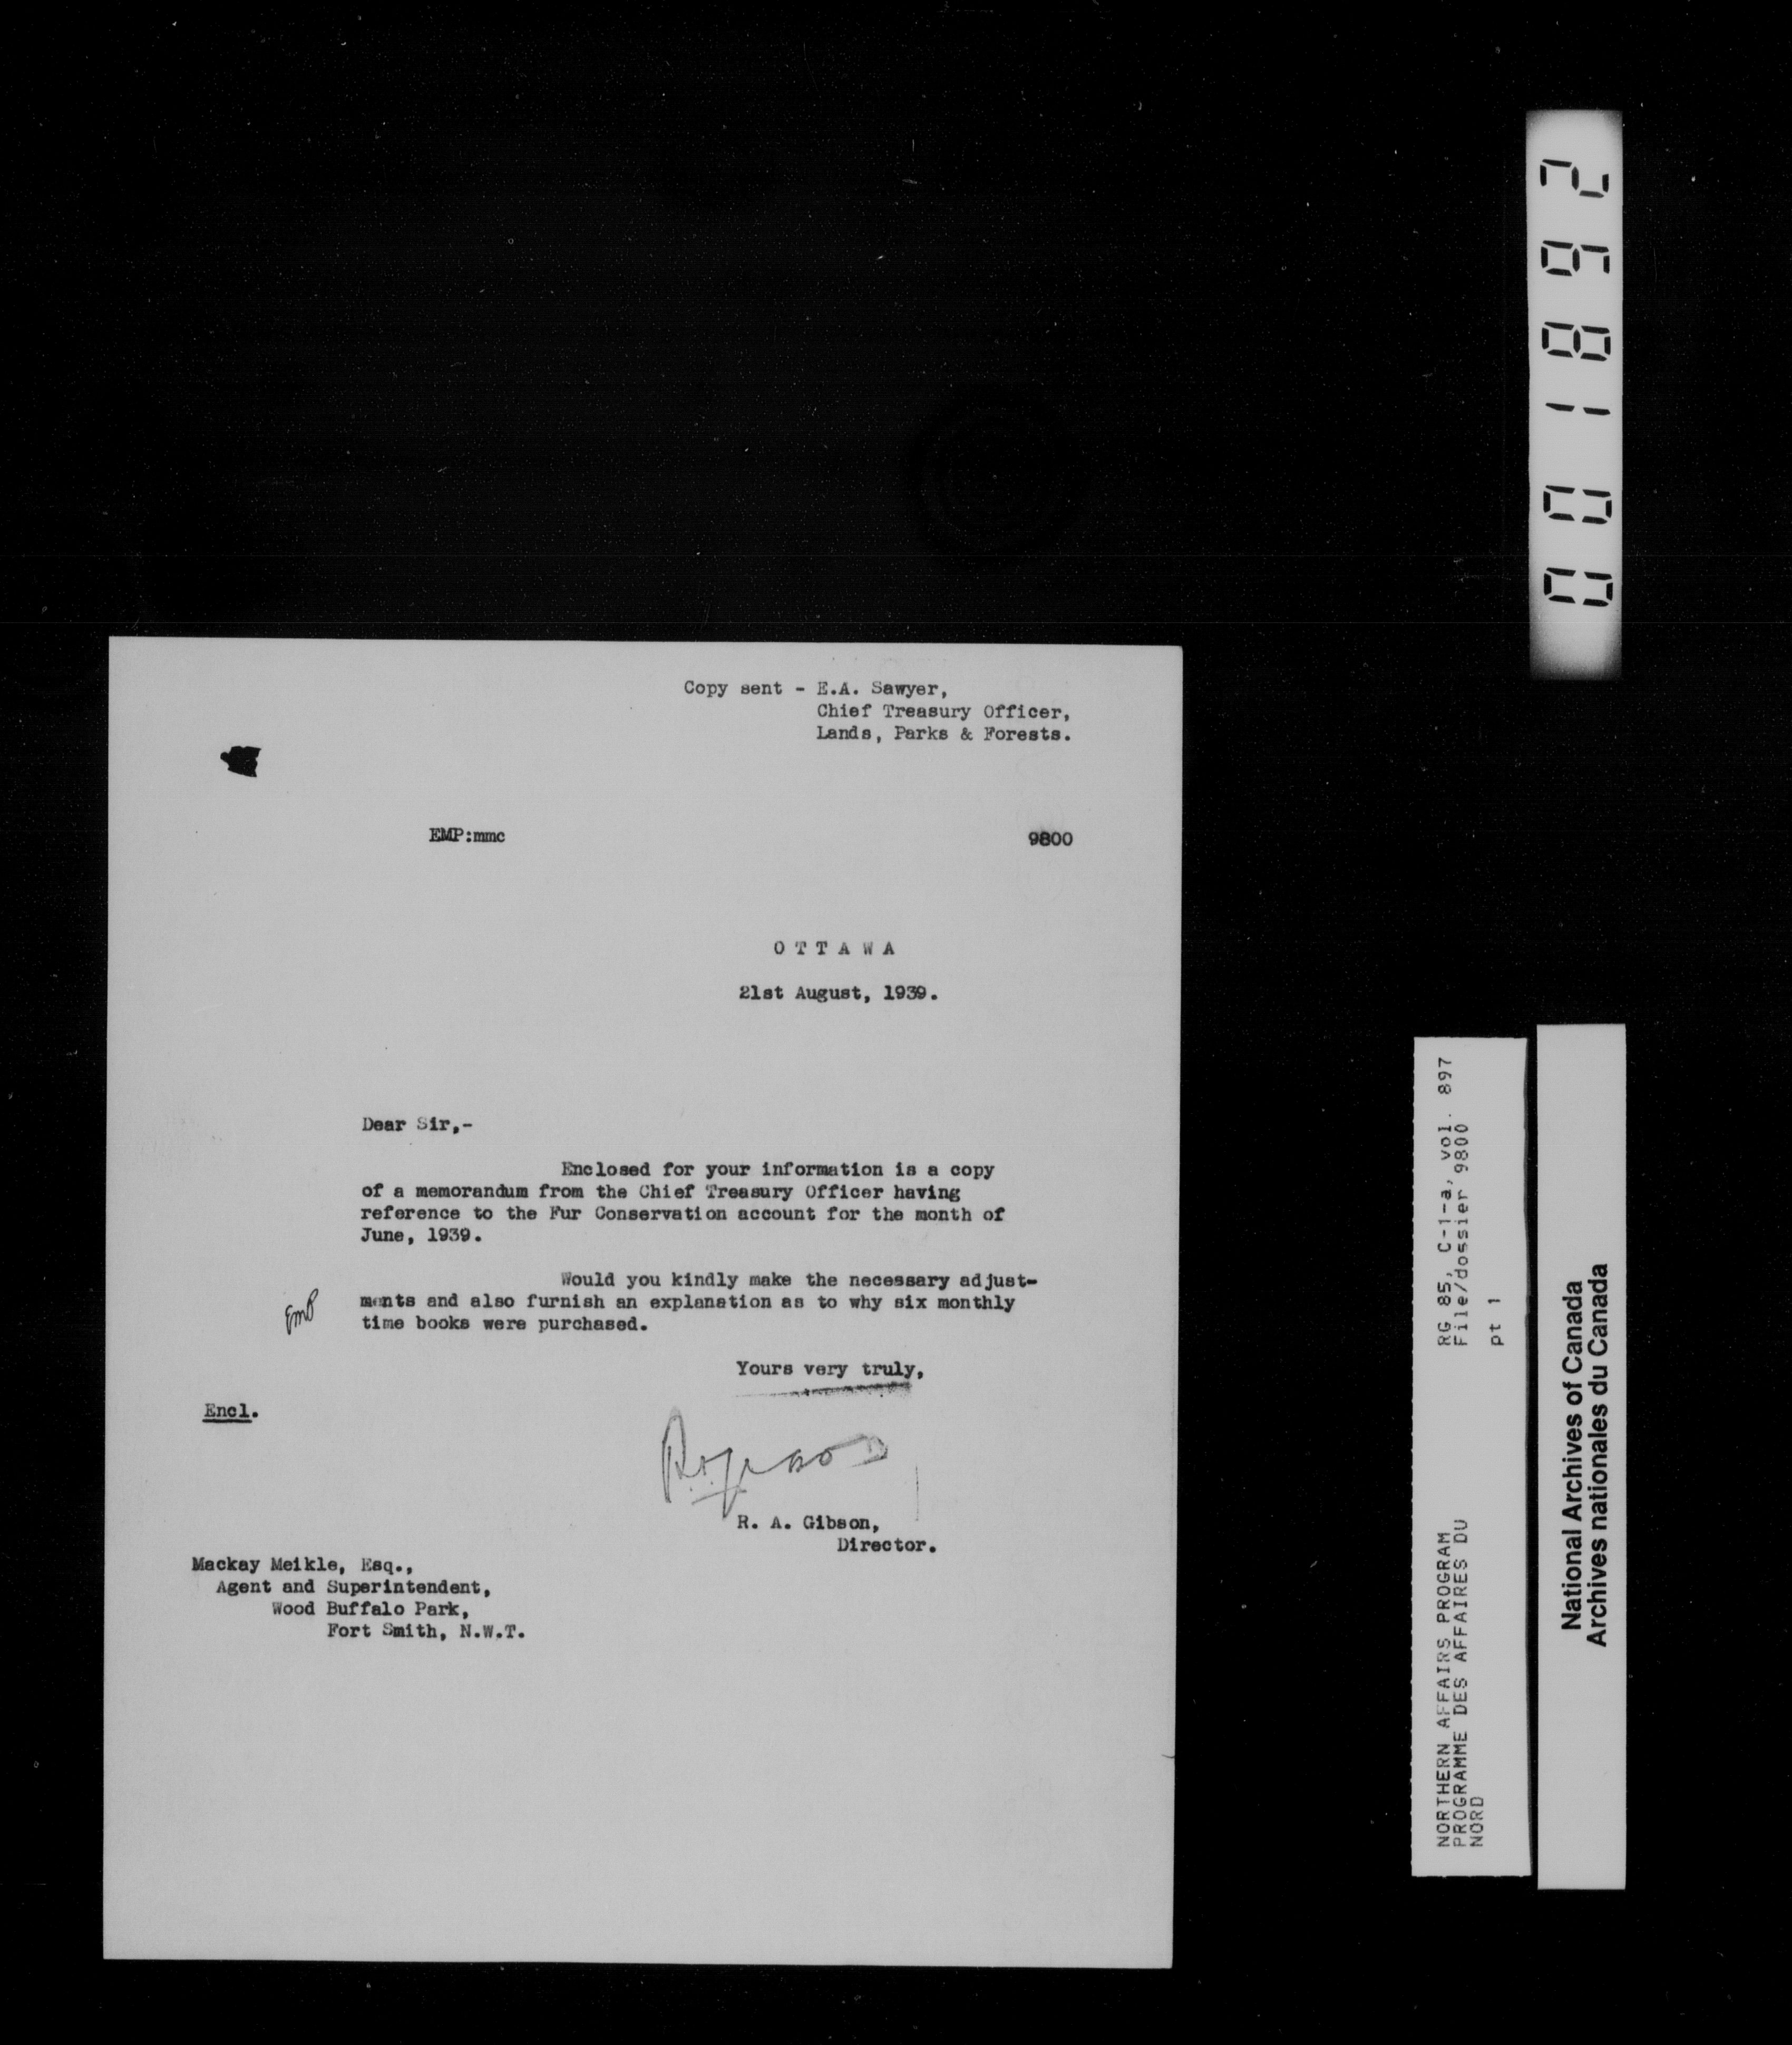 Copy sent - E.A. Sawyer,
Chief Treasury Officer,
Lands, Parks & Forests.
EMP:mmc 9800
OTTAWA
21st August, 1939.
Dear Sir,-
Enclosed for your information is a copy
of a memorandum from the Chief Treasury Officer having
reference to the Fur Conservation account for the month of
June, 1939.
Would you kindly make the necessary adjust-
ments and also furnish an explanation as to why six monthly
time books were purchased.
EMP
Yours very truly,
Encl.
R. A. Gibson,
Director.
Mackay Meikle, Esq.,
Agent and Superintendent,
Wood Buffalo Park,
Fort Smith, N.W.T.
001892
RG 85, C-1-a, vol. 897
File/dossier 9800
pt 1
NORTHERN AFFAIRS PROGRAM
PROGRAMME DES AFFAIRES DU
NORD
National Archives of Canada
Archives nationales du Canada